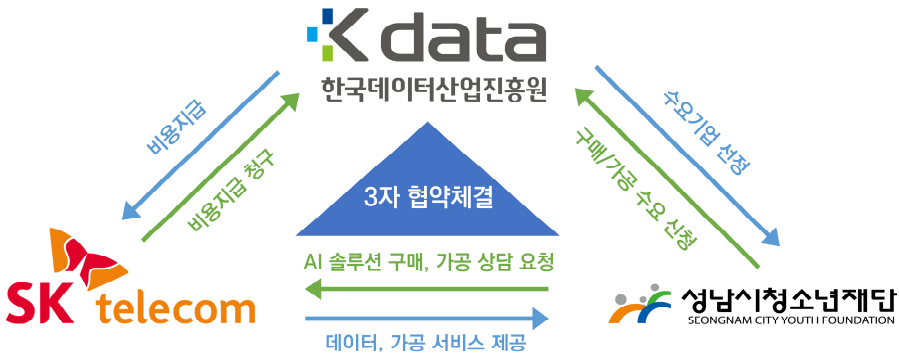 K data
한국데이터산업진흥원
비용지급
비용지급 청구
수요기업 선정
구매/가공 수요 신청
3자 협약체결
AI 솔루션 구매, 가공 상담 요청
데이터, 가공 서비스 제공
SK telecom
성남시청소년재단
SEONGNAM CITY YOUTH FOUNDATION